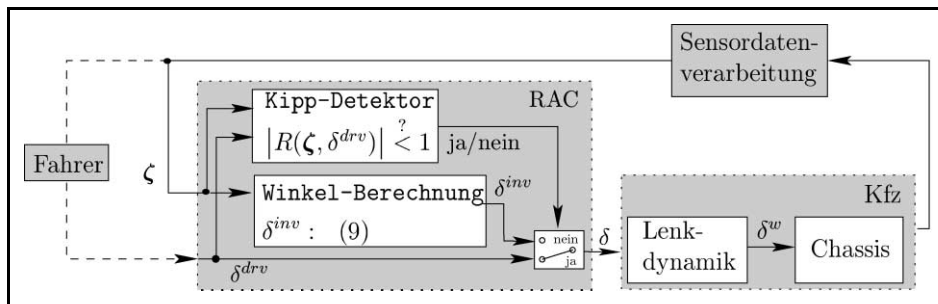 Sensordaten-
verarbeitung
RAC
Kipp-Detektor
|R(ζ, δ^{drv})| <^{?} 1
ja/nein
Fahrer
ζ
Winkel-Berechnung
δ^{inv}
δ^{inv} : (9)
nein
ja
δ^{drv}
δ
Kfz
Lenk-
dynamik
δ^{w}
Chassis